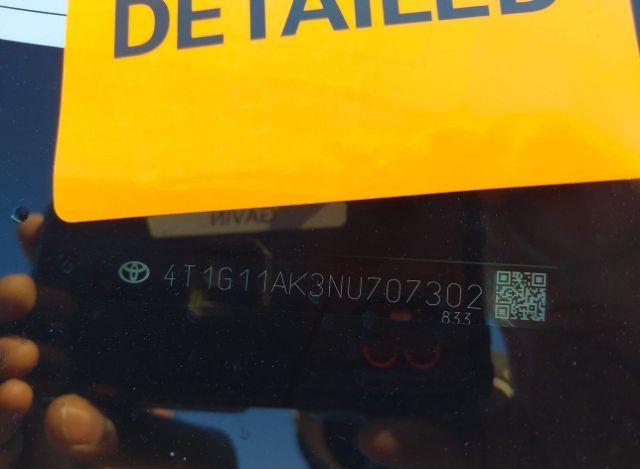 DETAILED
GAVIN
4T1G11AK3NU707302
833